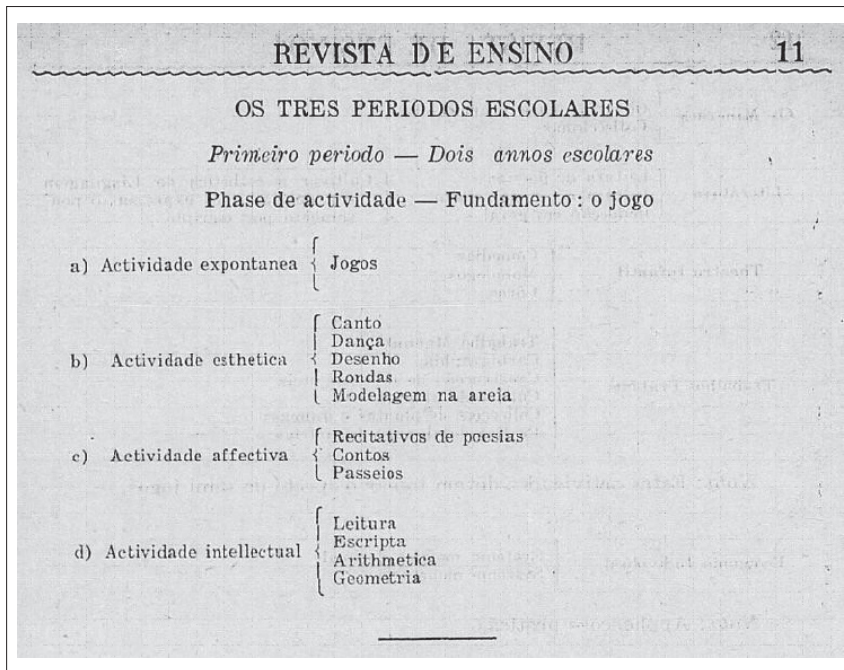 REVISTA DE ENSINO 11
OS TRES PERIODOS ESCOLARES
Primeiro periodo — Dois annos escolares
Phase de actividade — Fundamento: o jogo
a) Actividade expontanea { Jogos
b) Actividade esthetica { Canto
Dança
Desenho
Rondas
Modelagem na areia
c) Actividade affectiva { Recitativos de poesias
Contos
Passeios
d) Actividade intellectual { Leitura
Escripta
Arithmetica
Geometria